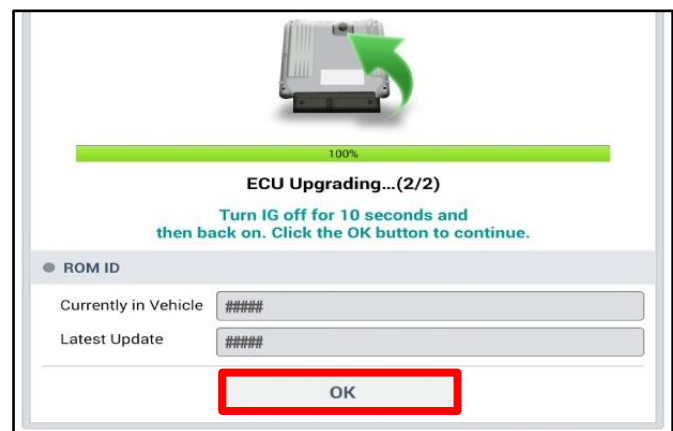 100%
ECU Upgrading...(2/2)
Turn IG off for 10 seconds and
then back on. Click the OK button to continue.
ROM ID
Currently in Vehicle #####
Latest Update #####
OK